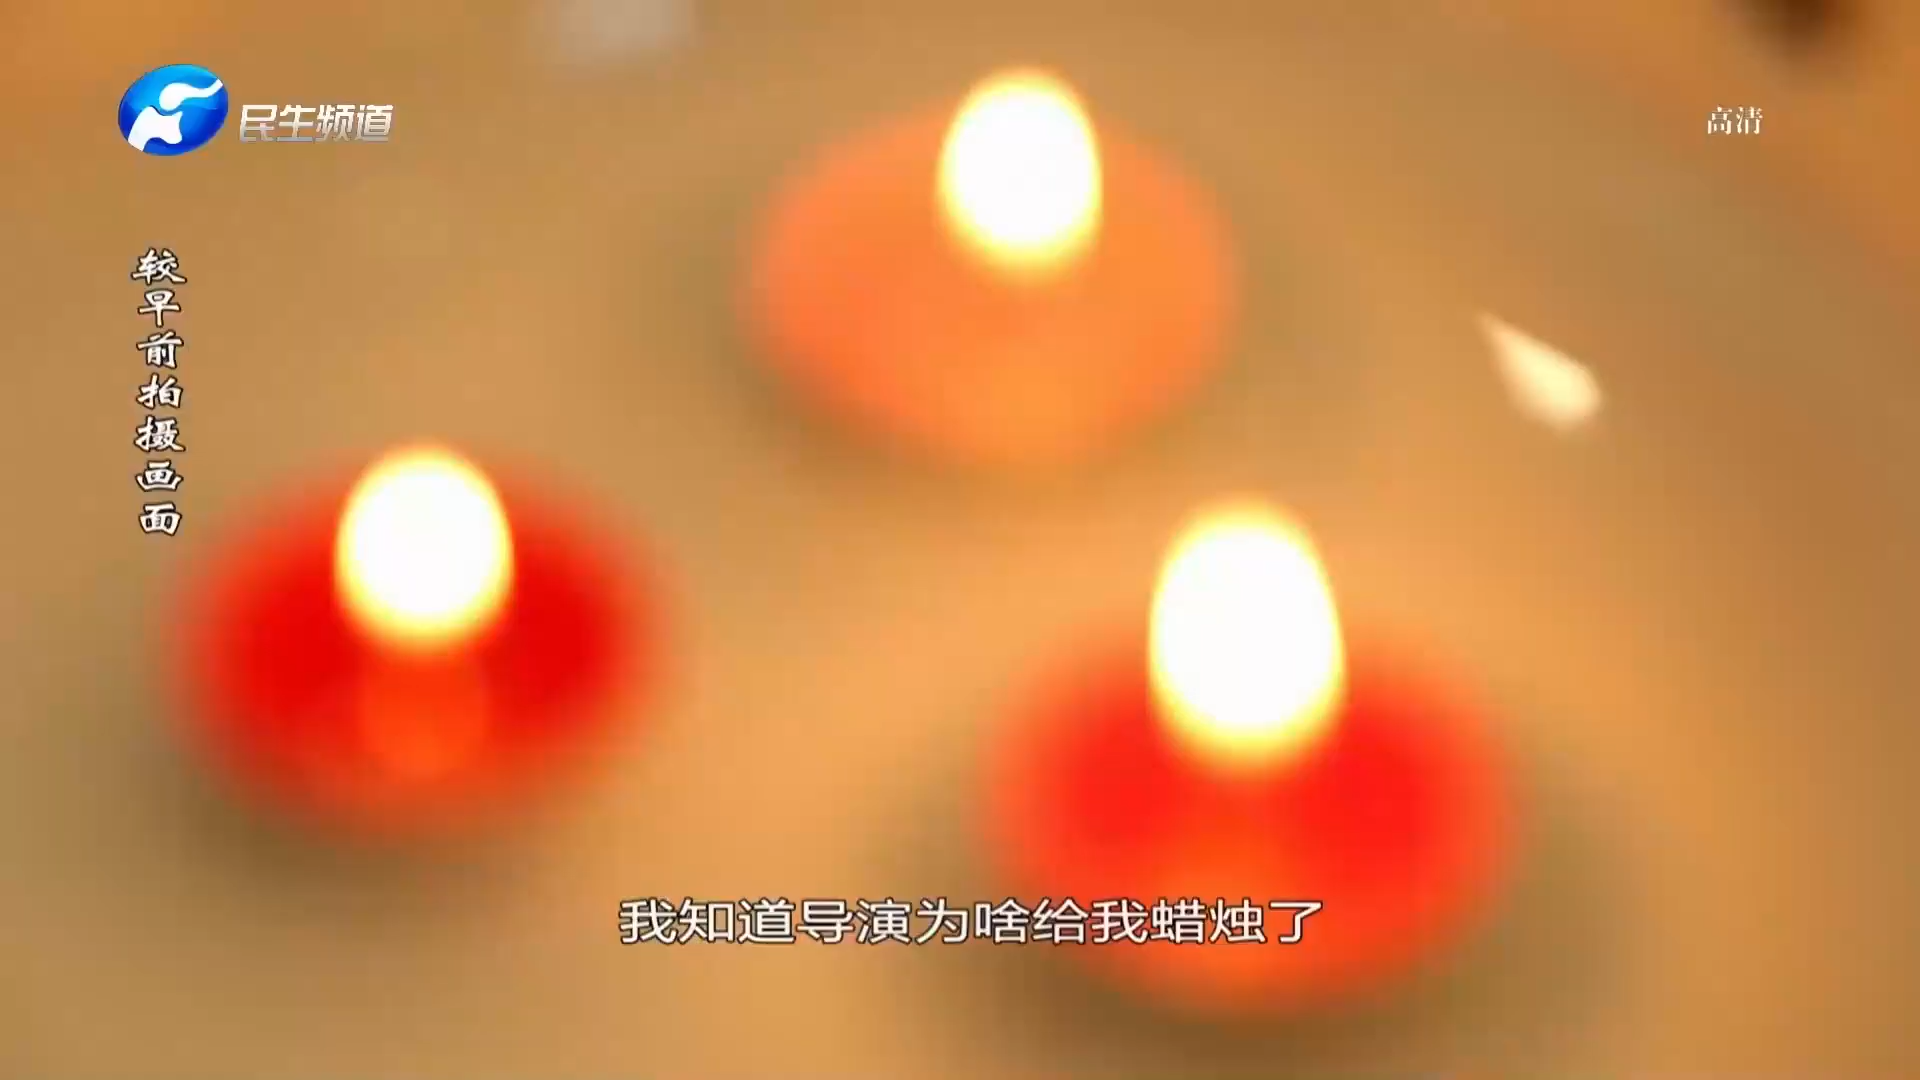 民生频道
高清
较早前拍摄画面
我知道导演为啥给我蜡烛了